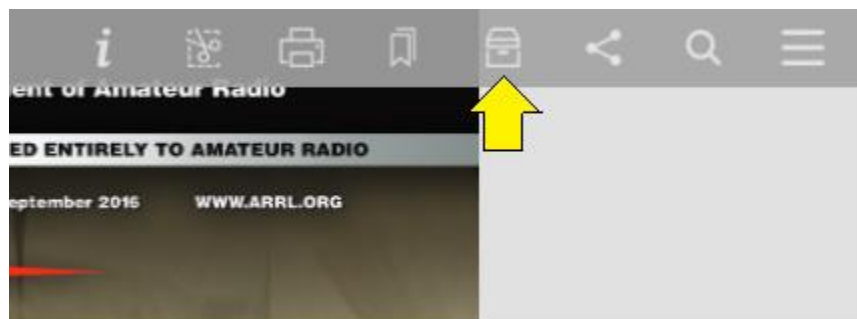 i
ent of Amateur Radio
ED ENTIRELY TO AMATEUR RADIO
eptember 2016 WWW.ARRL.ORG